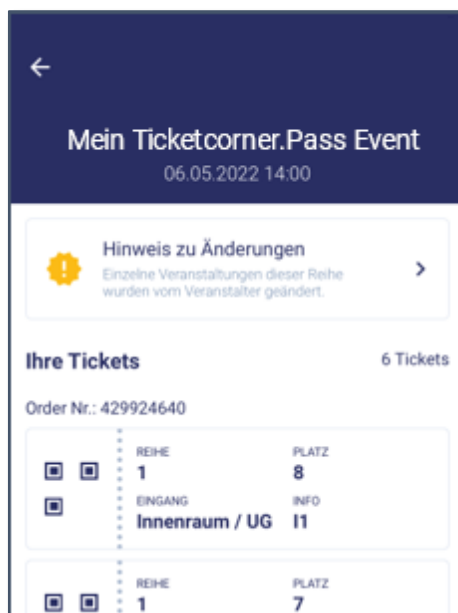 Mein Ticketcorner.Pass Event
06.05.2022 14:00
Hinweis zu Änderungen
Einzelne Veranstaltungen dieser Reihe
wurden vom Veranstalter geändert.
Ihre Tickets 6 Tickets
Order Nr.: 429924640
REIHE PLATZ
1 8
EINGANG INFO
Innenraum / UG I1
REIHE PLATZ
1 7